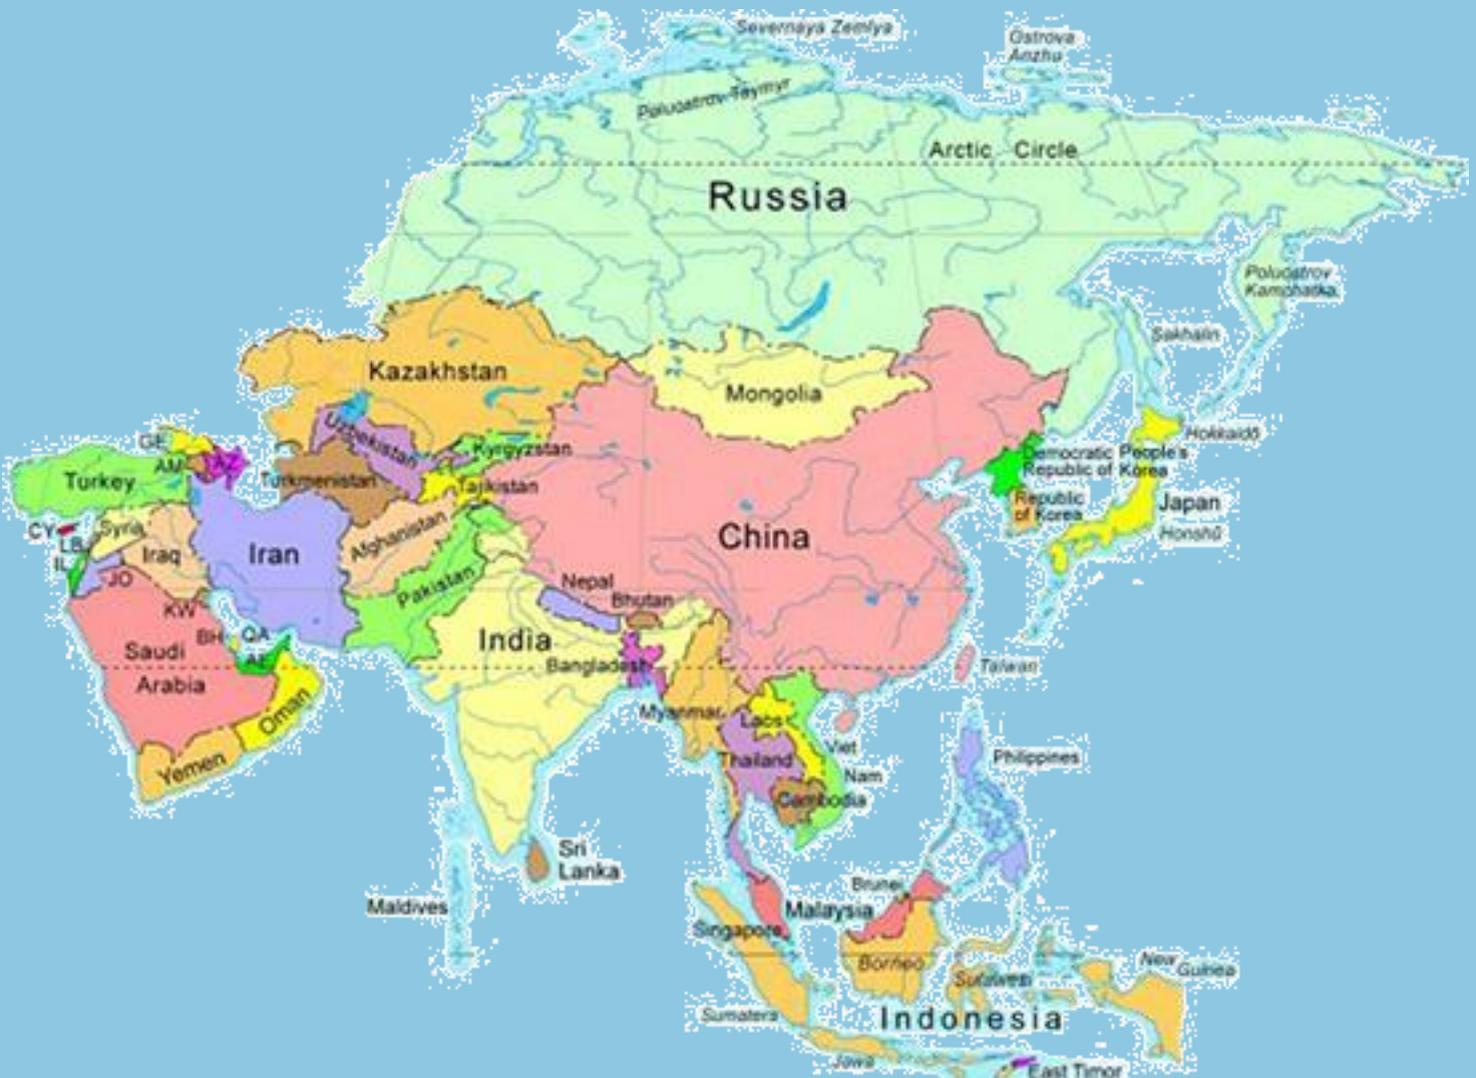 Severnaya Zemlya
Ostrova
Anzhu
Poluostrov Taymyr
Arctic Circle
Russia
Poluostrov
Kamchatka
Sakhalin
Kazakhstan
Mongolia
Uzbekistan
Kyrgyzstan
Hokkaidō
GE
AM
AZ
Turkey
Turkmenistan
Tajikistan
Democratic People's
Republic of Korea
Republic
of Korea
Japan
Honshū
CY
Syria
LB
IL
JO
Iraq
Iran
Afghanistan
China
Pakistan
Nepal
Bhutan
KW
BH
QA
AE
Saudi
Arabia
India
Bangladesh
Taiwan
Oman
Yemen
Myanmar
Laos
Thailand
Viet
Nam
Cambodia
Philippines
Sri
Lanka
Maldives
Brunei
Malaysia
Singapore
Borneo
Sulawesi
New
Guinea
Sumatera
Indonesia
Jawa
East Timor